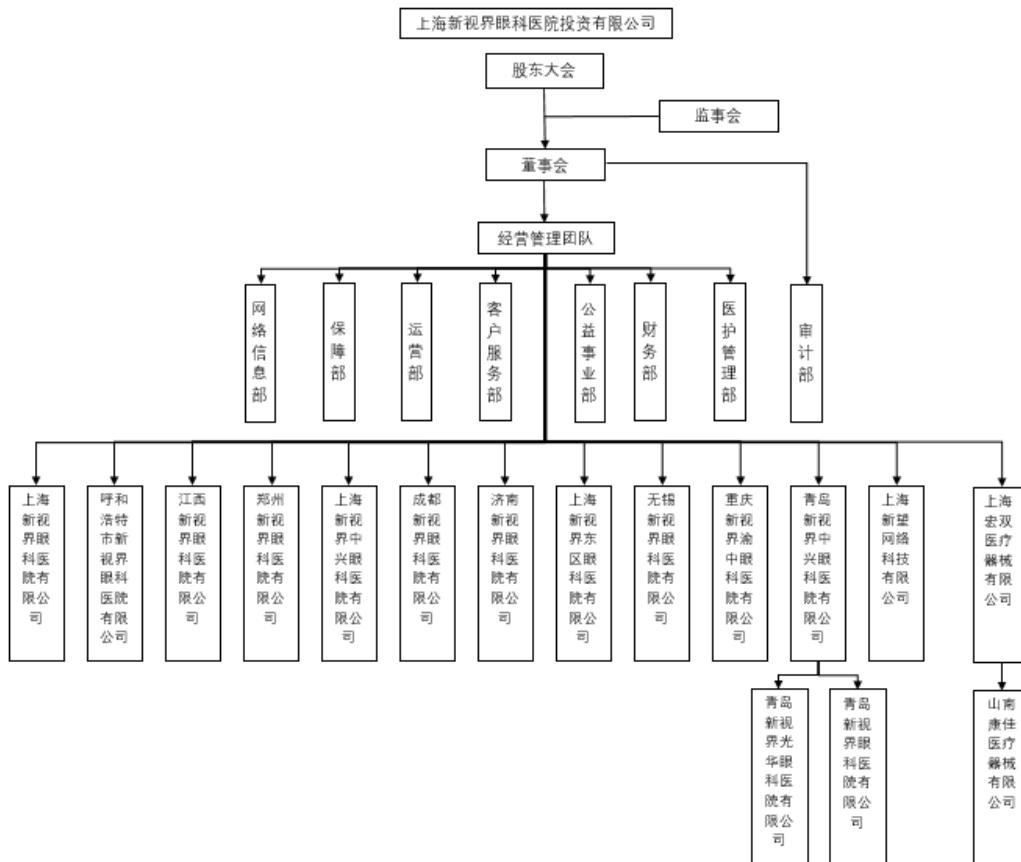 上海新视界眼科医院投资有限公司
股东大会
监事会
董事会
经营管理团队
网络信息部
保障部
运营部
客户服务部
公益事业部
财务部
医护管理部
审计部
上海
新视
界眼
科医
院有
限公
司
呼和
浩特
市新
视界
眼科
医院
有限
公司
江西
新视
界眼
科医
院有
限公
司
郑州
新视
界眼
科医
院有
限公
司
上海
新视
界中
兴眼
科医
院有
限公
司
成都
新视
界眼
科医
院有
限公
司
济南
新视
界眼
科医
院有
限公
司
上海
新视
界东
区眼
科医
院有
限公
司
无锡
新视
界眼
科医
院有
限公
司
重庆
新视
界渝
中眼
科医
院有
限公
司
青岛
新视
界中
兴眼
科医
院有
限公
司
上海
新望
网络
科技
有限
公司
上海
宏双
医疗
器械
有限
公司
青岛
新视
界光
华眼
科医
院有
限公
司
青岛
新视
界眼
科医
院有
限公
司
山南
康佳
医疗
器械
有限
公司